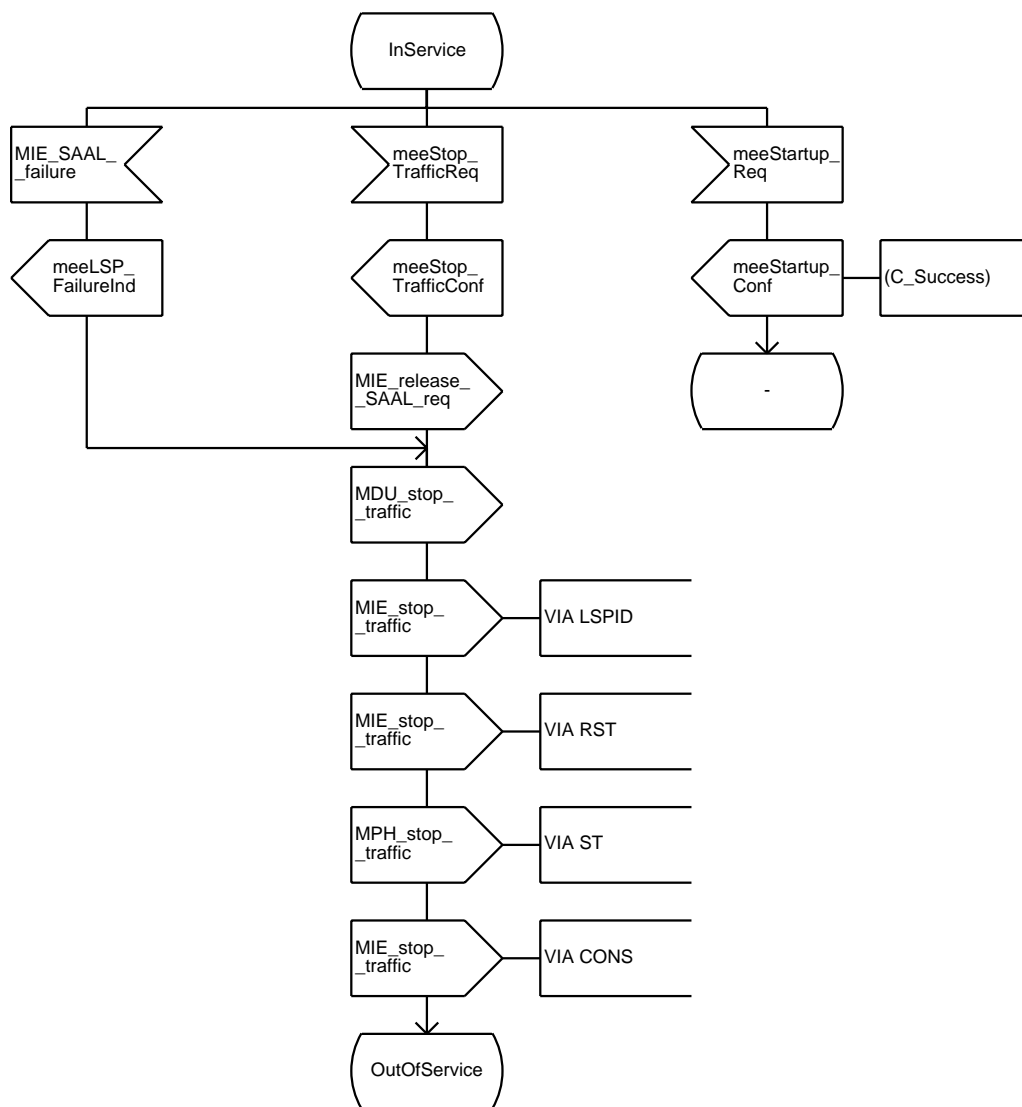 InService
MIE_SAAL_
_failure
meeStop_
TrafficReq
meeStartup_
Req
meeLSP_
FailureInd
meeStop_
TrafficConf
meeStartup_
Conf
(C_Success)
MIE_release_
_SAAL_req
-
MDU_stop_
_traffic
MIE_stop_
_traffic
VIA LSPID
MIE_stop_
_traffic
VIA RST
MPH_stop_
_traffic
VIA ST
MIE_stop_
_traffic
VIA CONS
OutOfService